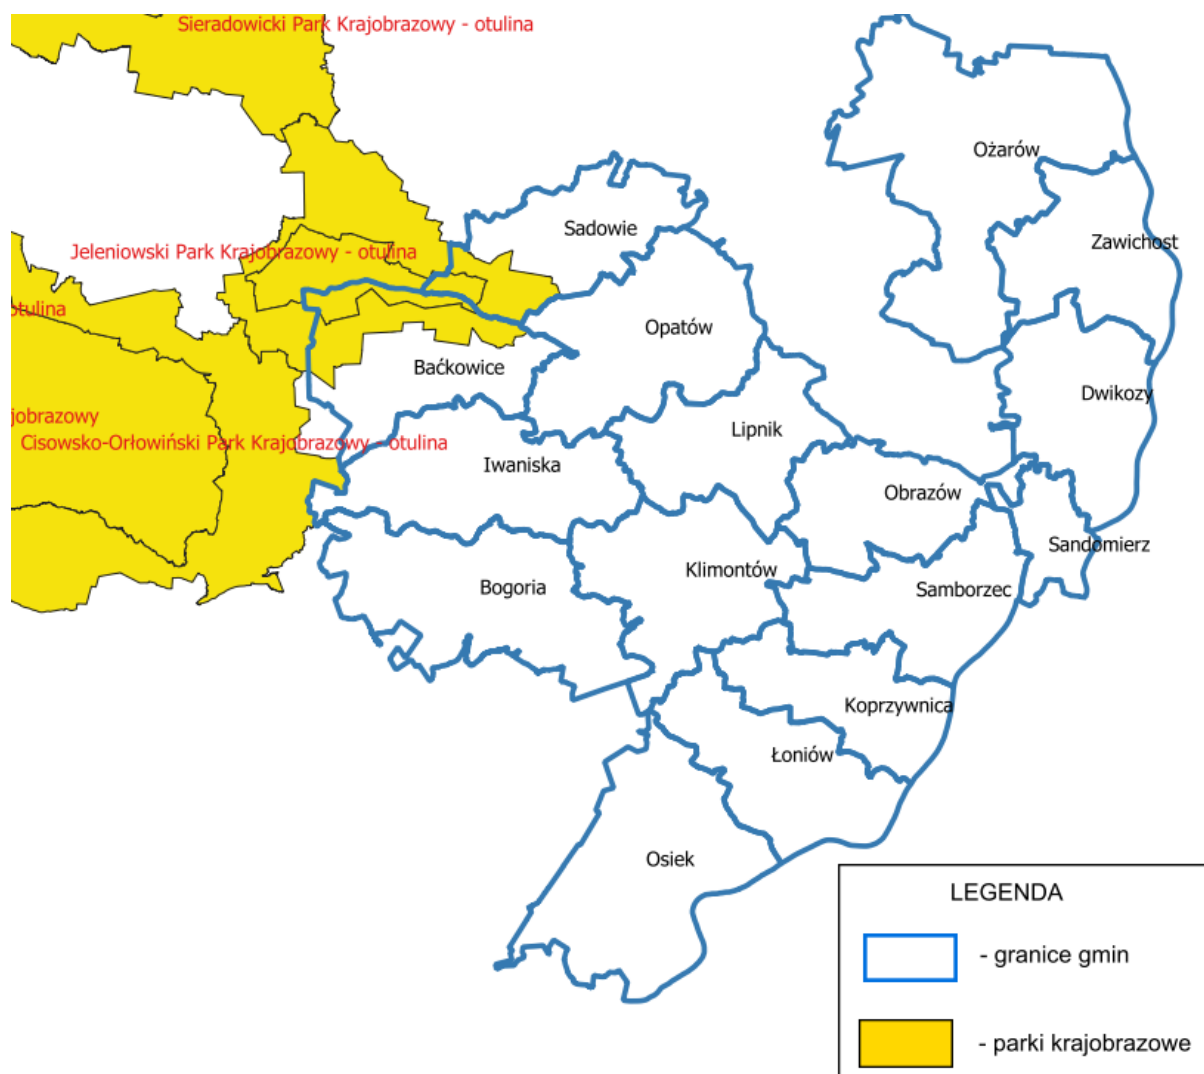 Sieradowicki Park Krajobrazowy - otulina
Ożarów
Sadowie
Zawichost
Jeleniowski Park Krajobrazowy - otulina
otulina
Opatów
Baćkowice
Dwikozy
jobrazowy
Lipnik
Cisowsko-Orłowiński Park Krajobrazowy - otulina
Iwaniska
Obrazów
Sandomierz
Klimontów
Bogoria
Samborzec
Koprzywnica
Łoniów
Osiek
LEGENDA
- granice gmin
- parki krajobrazowe